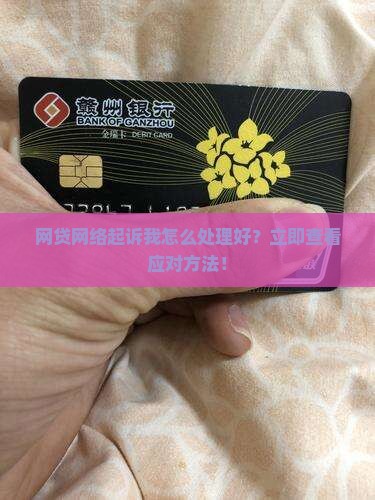 赣州银行
BANK OF GANZHOU
金瑞卡 DEBIT CARD
网贷网络起诉我怎么处理好？立即查看
应对方法！